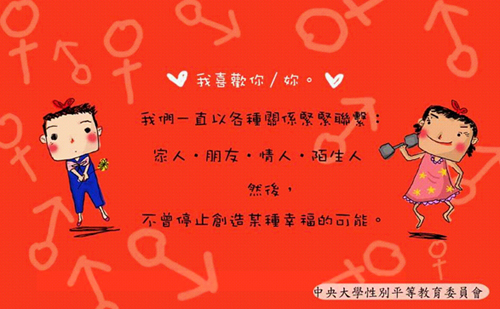 我喜歡你/妳。
我們一直以各種關係緊緊聯繫：
家人‧朋友‧情人‧陌生人
然後，
不曾停止創造某種幸福的可能。
中央大學性別平等教育委員會